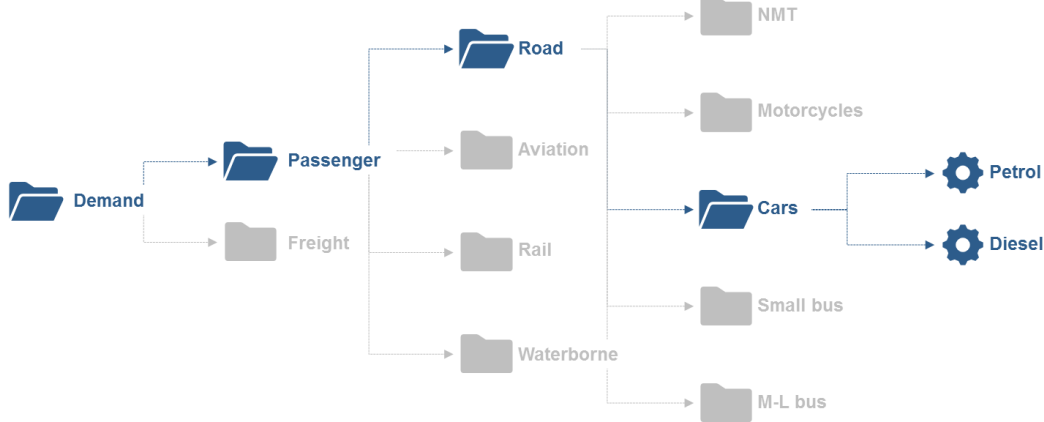 Demand
Passenger
Freight
Road
Aviation
Rail
Waterborne
NMT
Motorcycles
Cars
Small bus
M-L bus
Petrol
Diesel